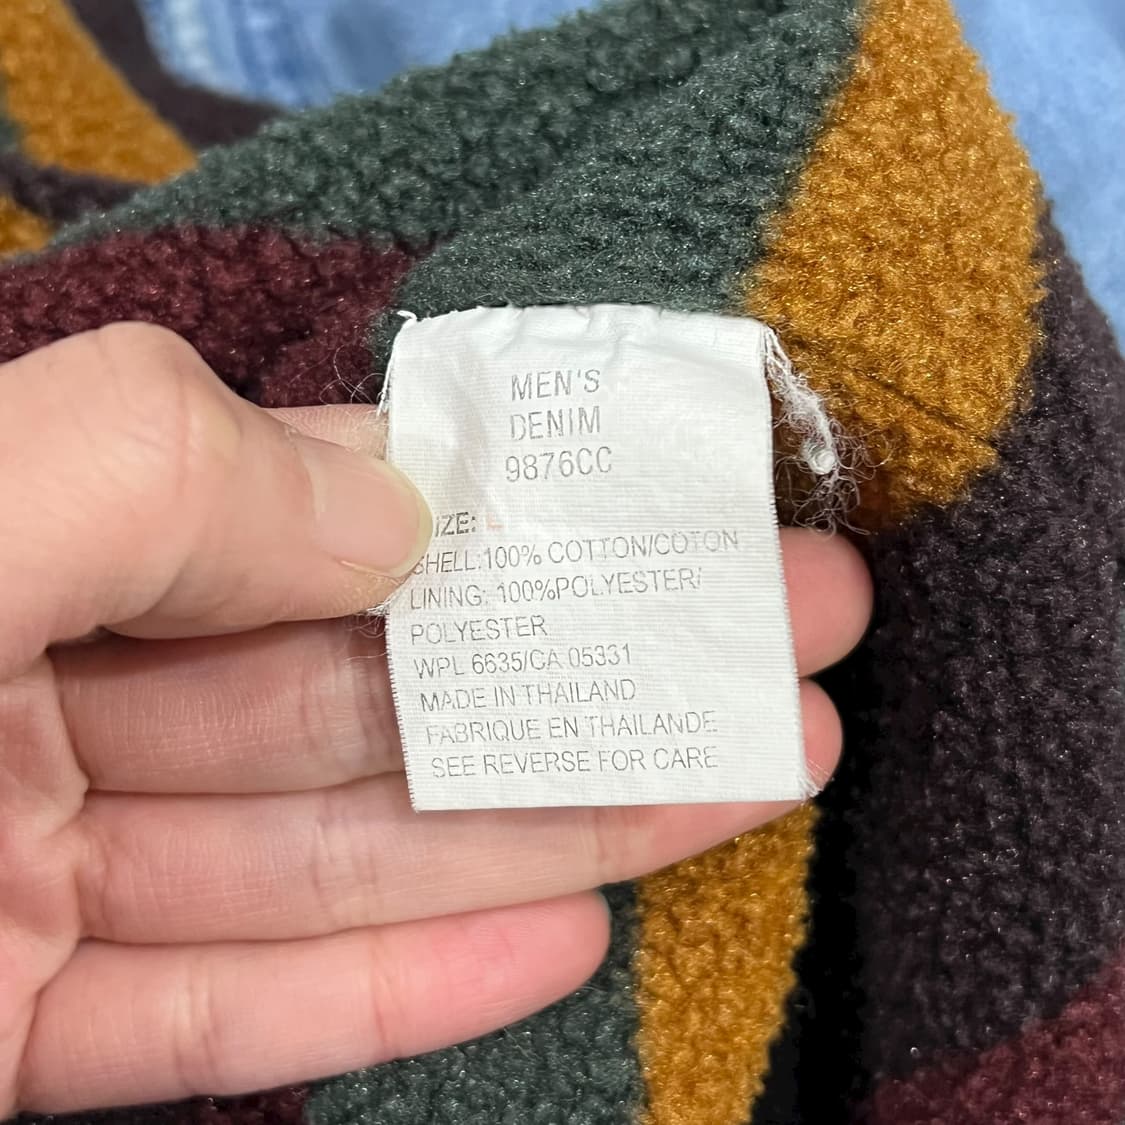 MEN'S
DENIM
9876CC
IZE: L
SHELL:100% COTTON/COTON
LINING: 100%POLYESTER/
POLYESTER
WPL 6635/CA 05331
MADE IN THAILAND
FABRIQUE EN THAILANDE
SEE REVERSE FOR CARE